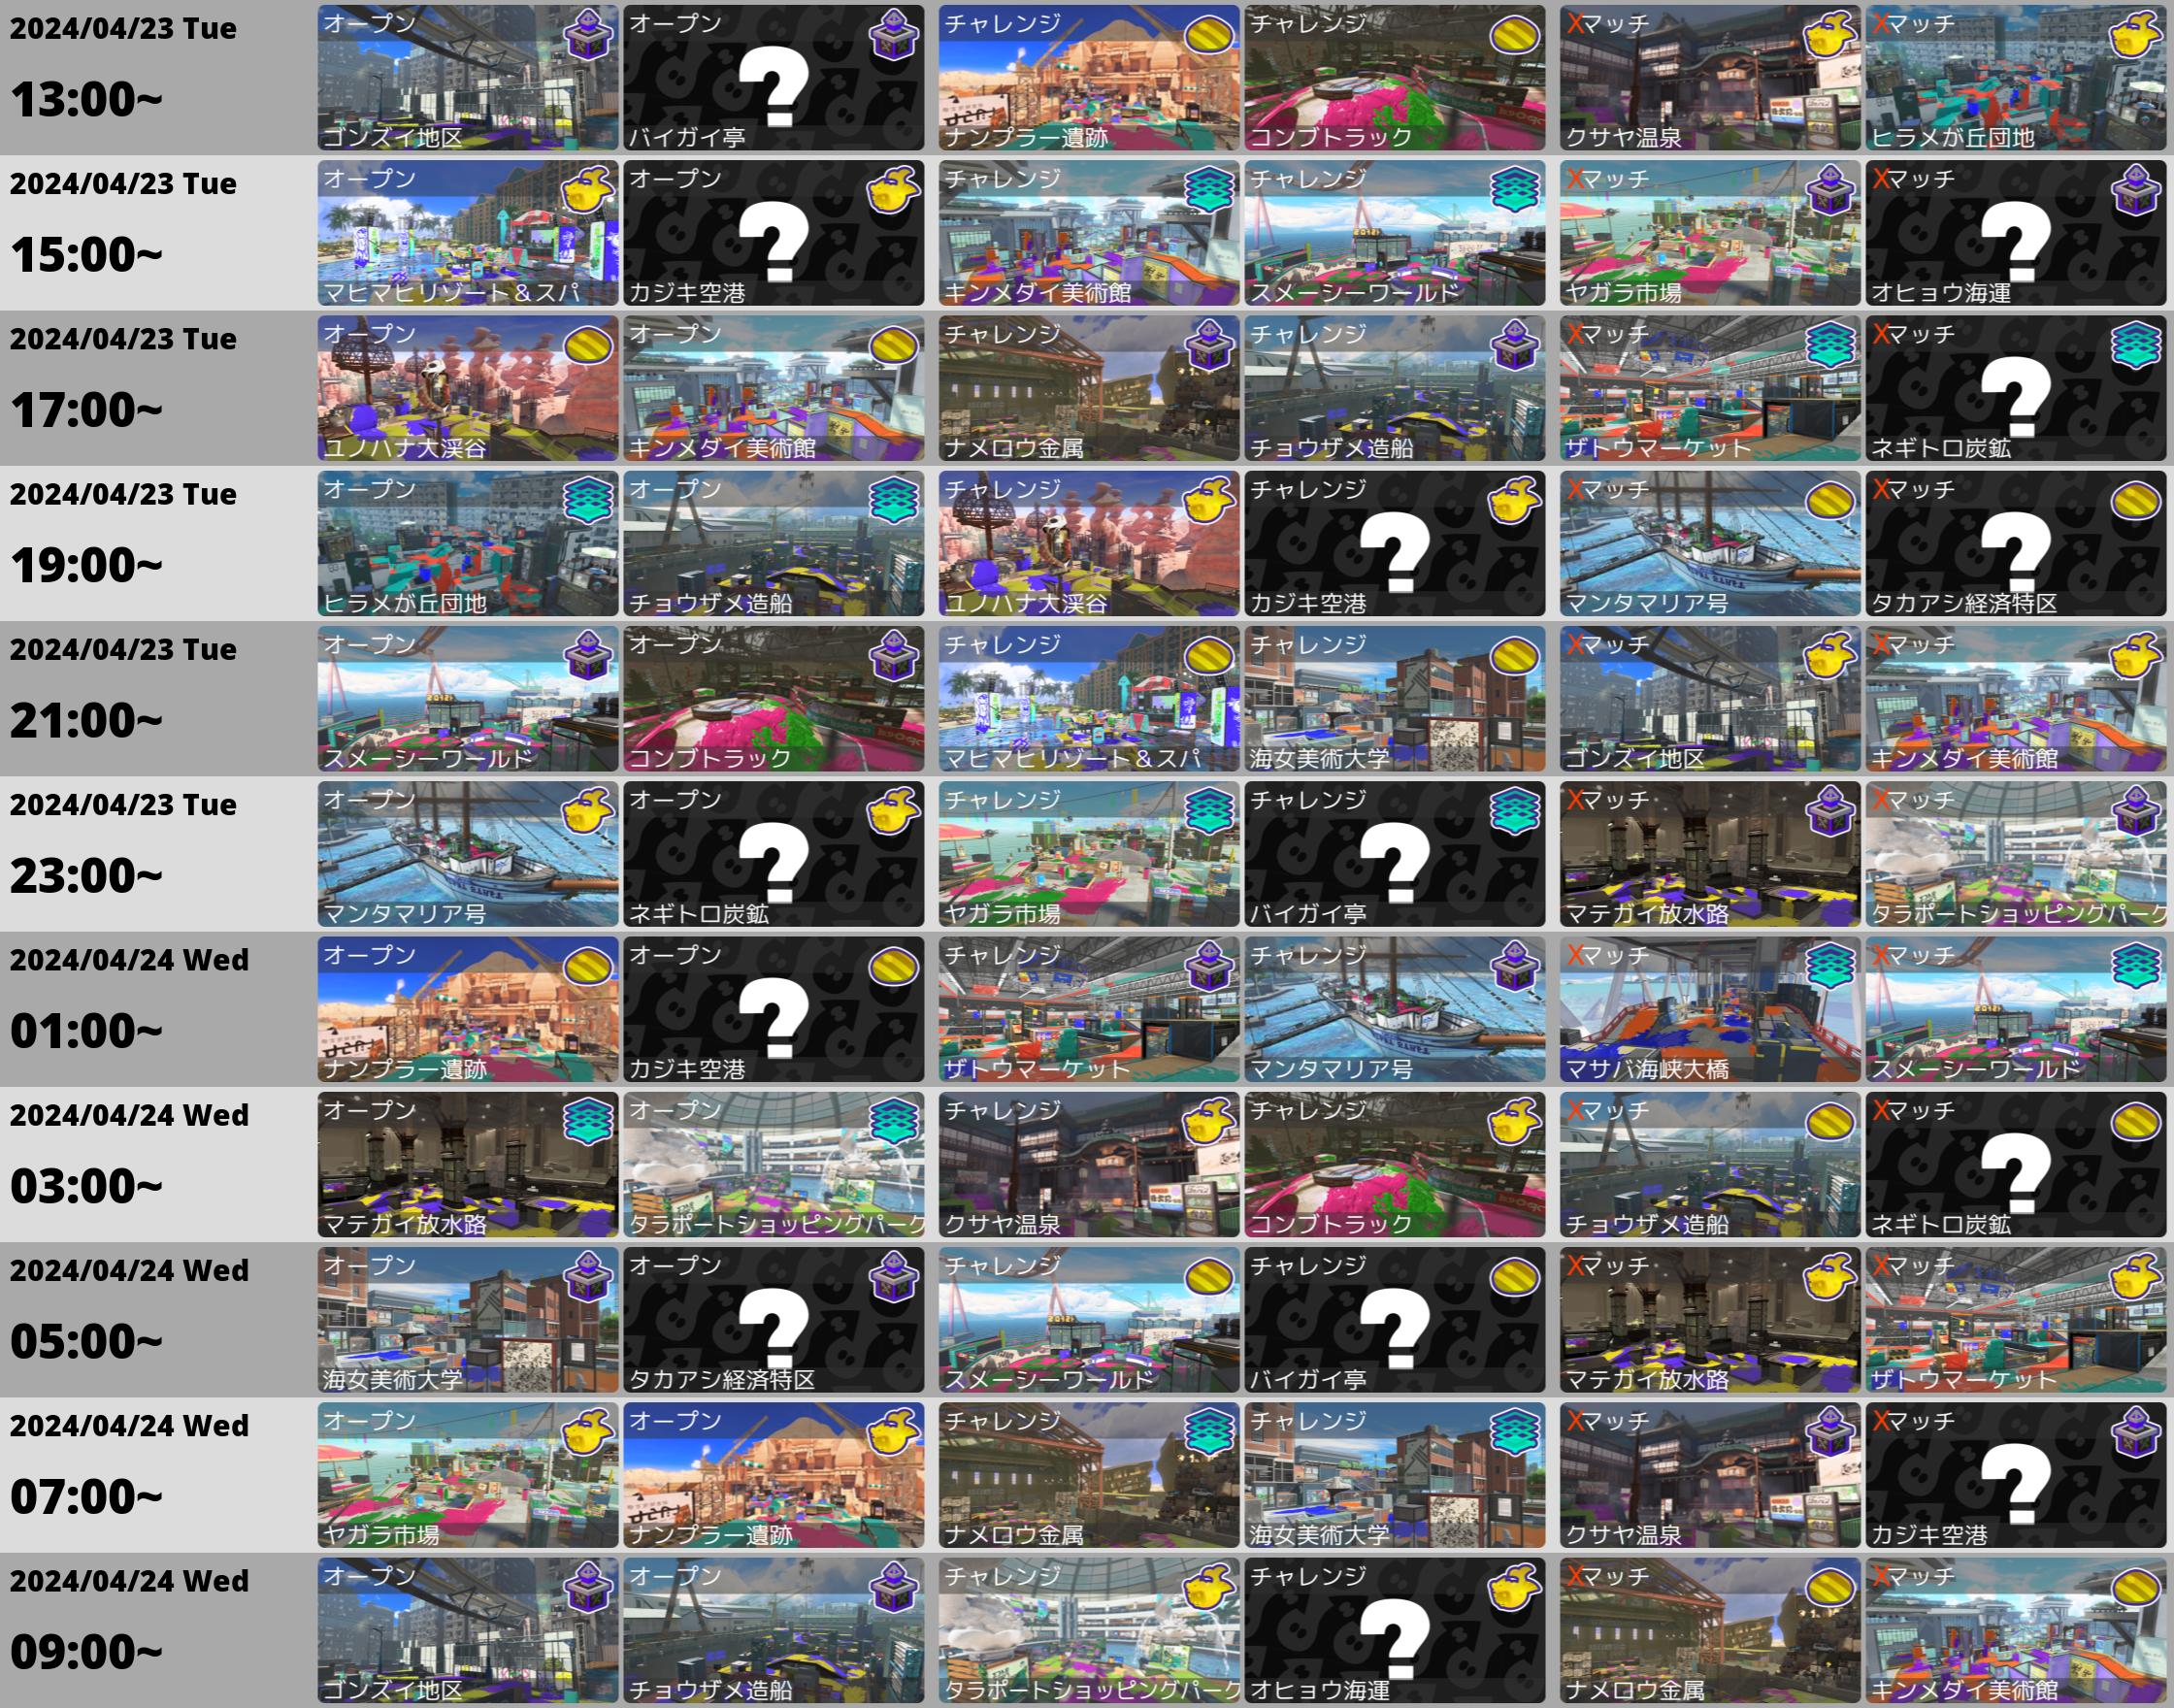 2024/04/23 Tue
13:00~
オープン
ゴンズイ地区
オープン
バイガイ亭
チャレンジ
ナンプラー遺跡
チャレンジ
コンブトラック
Xマッチ
クサヤ温泉
Xマッチ
ヒラメが丘団地
2024/04/23 Tue
15:00~
オープン
マヒマヒリゾート&スパ
オープン
カジキ空港
チャレンジ
キンメダイ美術館
チャレンジ
スメーシーワールド
Xマッチ
ヤガラ市場
Xマッチ
オヒョウ海運
2024/04/23 Tue
17:00~
オープン
ユノハナ大渓谷
オープン
キンメダイ美術館
チャレンジ
ナメロウ金属
チャレンジ
チョウザメ造船
Xマッチ
ザトウマーケット
Xマッチ
ネギトロ炭鉱
2024/04/23 Tue
19:00~
オープン
ヒラメが丘団地
オープン
チョウザメ造船
チャレンジ
ユノハナ大渓谷
チャレンジ
カジキ空港
Xマッチ
マンタマリア号
Xマッチ
タカアシ経済特区
2024/04/23 Tue
21:00~
オープン
スメーシーワールド
オープン
コンブトラック
チャレンジ
マヒマヒリゾート&スパ
チャレンジ
海女美術大学
Xマッチ
ゴンズイ地区
Xマッチ
キンメダイ美術館
2024/04/23 Tue
23:00~
オープン
マンタマリア号
オープン
ネギトロ炭鉱
チャレンジ
ヤガラ市場
チャレンジ
バイガイ亭
Xマッチ
マテガイ放水路
Xマッチ
タラポートショッピングパーク
2024/04/24 Wed
01:00~
オープン
ナンプラー遺跡
オープン
カジキ空港
チャレンジ
ザトウマーケット
チャレンジ
マンタマリア号
Xマッチ
マサバ海峡大橋
Xマッチ
スメーシーワールド
2024/04/24 Wed
03:00~
オープン
マテガイ放水路
オープン
タラポートショッピングパーク
チャレンジ
クサヤ温泉
チャレンジ
コンブトラック
Xマッチ
チョウザメ造船
Xマッチ
ネギトロ炭鉱
2024/04/24 Wed
05:00~
オープン
海女美術大学
オープン
タカアシ経済特区
チャレンジ
スメーシーワールド
チャレンジ
バイガイ亭
Xマッチ
マテガイ放水路
Xマッチ
ザトウマーケット
2024/04/24 Wed
07:00~
オープン
ヤガラ市場
オープン
ナンプラー遺跡
チャレンジ
ナメロウ金属
チャレンジ
海女美術大学
Xマッチ
クサヤ温泉
Xマッチ
カジキ空港
2024/04/24 Wed
09:00~
オープン
ゴンズイ地区
オープン
チョウザメ造船
チャレンジ
タラポートショッピングパーク
チャレンジ
オヒョウ海運
Xマッチ
ナメロウ金属
Xマッチ
キンメダイ美術館